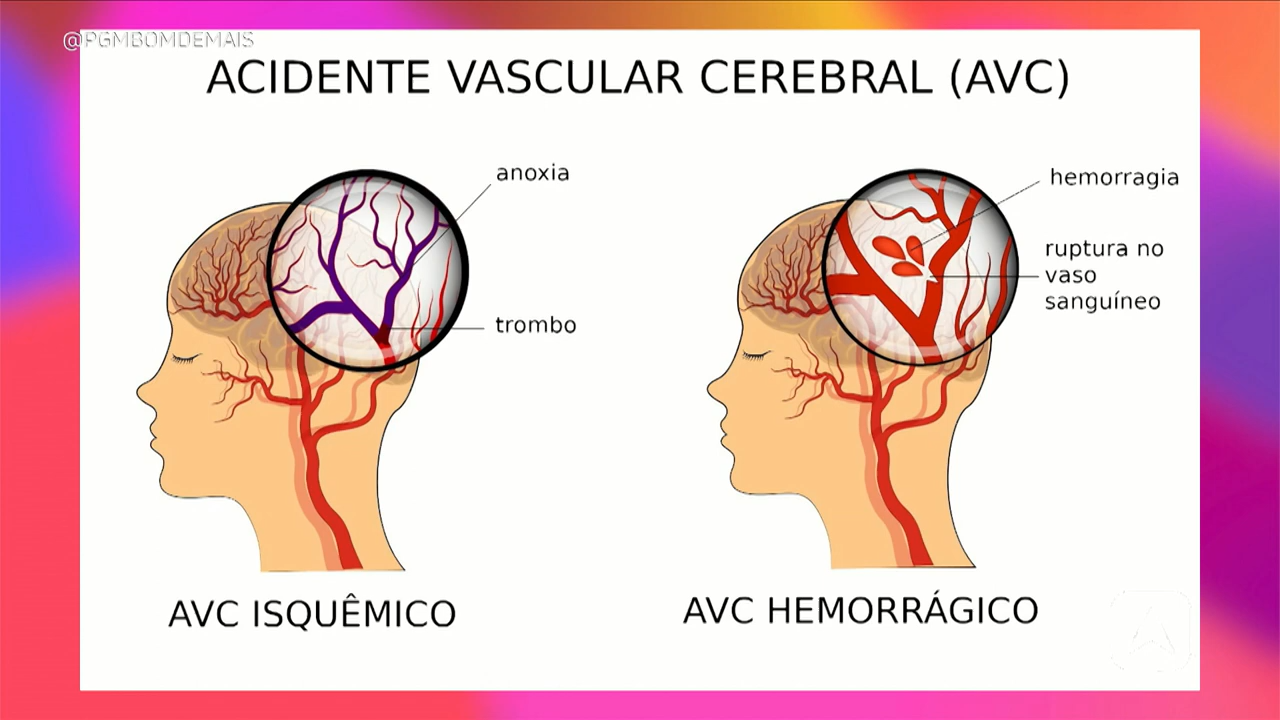 @PGMBOMDEMAIS
ACIDENTE VASCULAR CEREBRAL (AVC)
anoxia
trombo
hemorragia
ruptura no
vaso
sanguíneo
AVC ISQUÊMICO
AVC HEMORRÁGICO